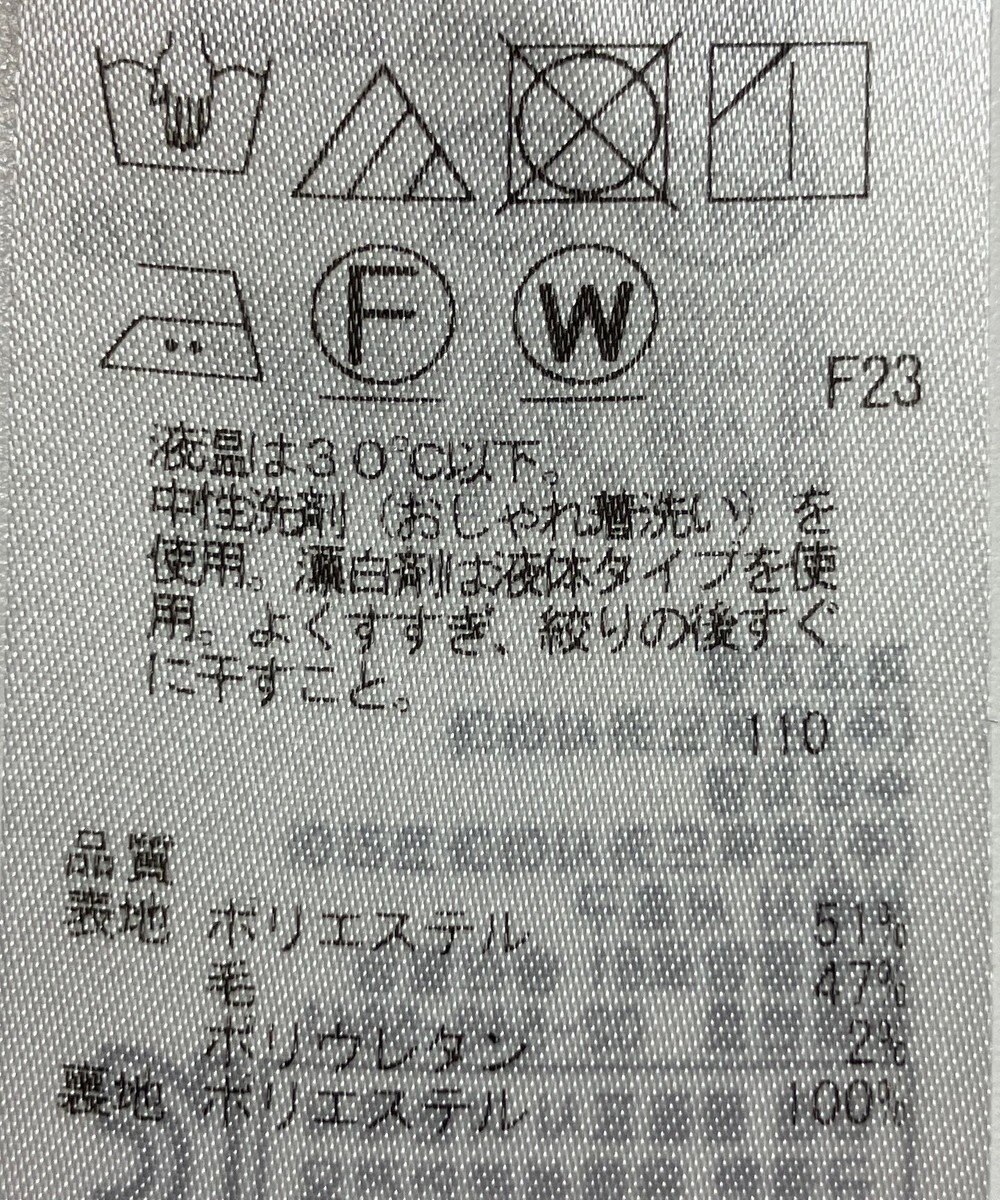 F
W
F23
液温は30℃以下。
中性洗剤（おしゃれ着洗い）を
使用。漂白剤は液体タイプを使
用。よくすすぎ、絞りの後すぐ
に干すこと。
110
品質
表地 ポリエステル 51%
毛 47%
ポリウレタン 2%
裏地 ポリエステル 100%